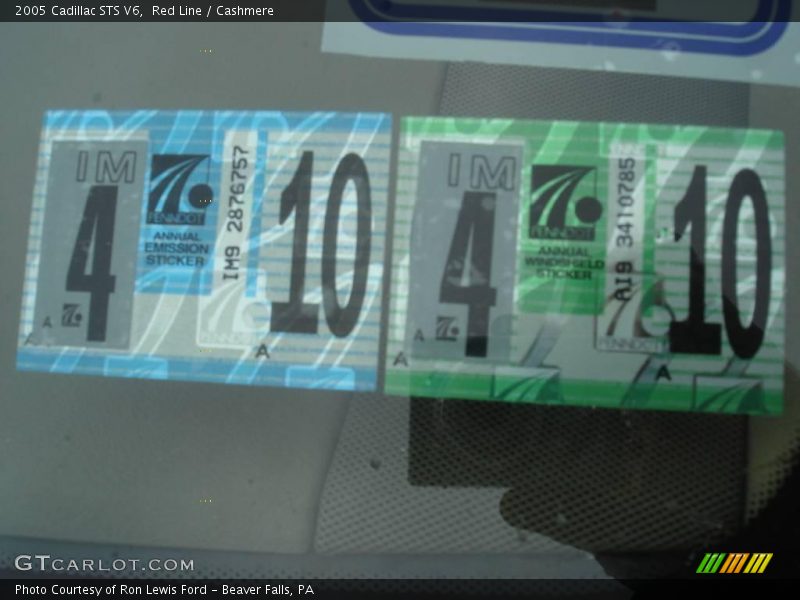 2005 Cadillac STS V6,  Red Line / Cashmere
IM
4
PENNDOT
ANNUAL
EMISSION
STICKER
IM9 2876757
10
A
A
A
IM
4
PENNDOT
ANNUAL
WINDSHIELD
STICKER
AI9 3410785
10
A
A
A
GTCARLOT.COM
Photo Courtesy of Ron Lewis Ford - Beaver Falls, PA